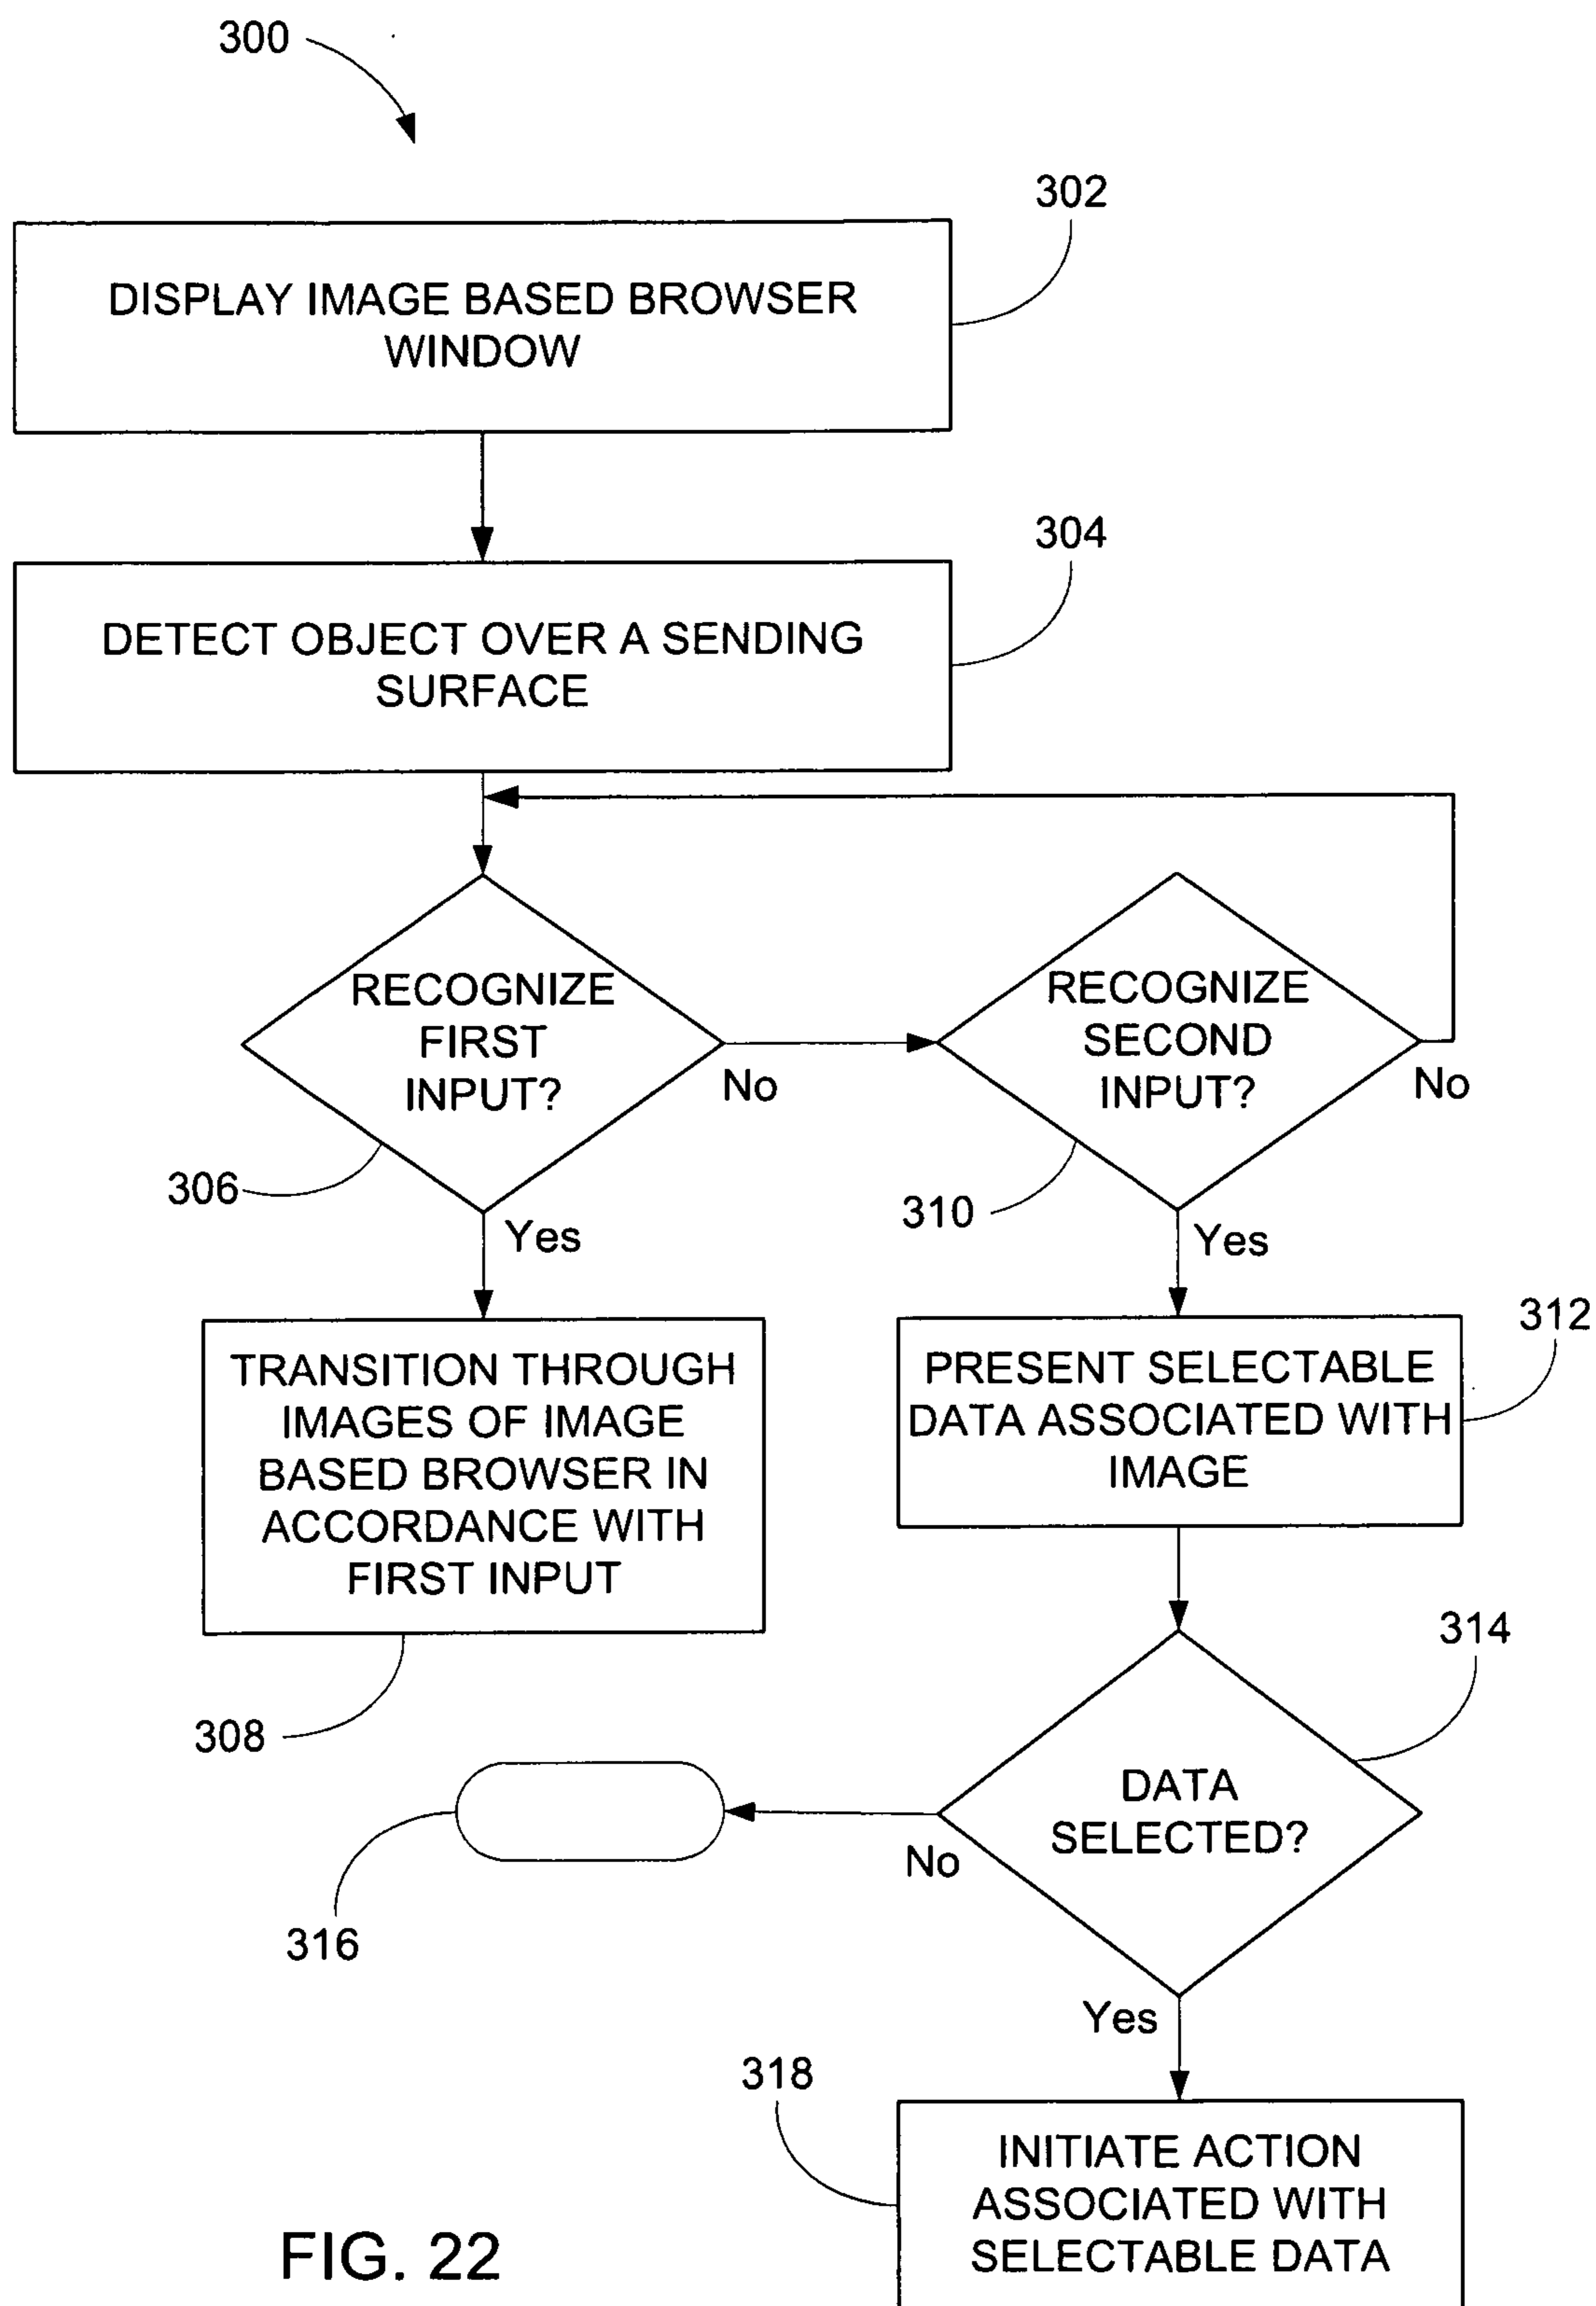 300
302
DISPLAY IMAGE BASED BROWSER
WINDOW
304
DETECT OBJECT OVER A SENDING
SURFACE
RECOGNIZE
FIRST
INPUT?
No
306
Yes
RECOGNIZE
SECOND
INPUT?
No
310
Yes
TRANSITION THROUGH
IMAGES OF IMAGE
BASED BROWSER IN
ACCORDANCE WITH
FIRST INPUT
308
312
PRESENT SELECTABLE
DATA ASSOCIATED WITH
IMAGE
314
DATA
SELECTED?
No
316
Yes
318
INITIATE ACTION
ASSOCIATED WITH
SELECTABLE DATA
FIG. 22